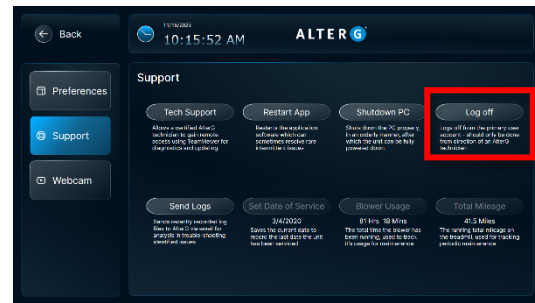 Back
11/15/2023
10:15:52 AM
ALTER G
Preferences
Support
Webcam
Support
Tech Support
Allows a certified AlterG
technician to gain remote
access using TeamViewer for
diagnostics and updating
Restart App
Restarts the application
software which can
sometimes resolve rare
intermittent issues
Shutdown PC
Shuts down the PC properly,
in an orderly manner, after
which the unit can be fully
powered down
Log off
Logs off from the primary user
account - should only be done
from direction of an AlterG
technician
Send Logs
Sends recently recorded log
files to AlterG via email for
analysis in trouble-shooting
identified issues
Set Date of Service
3/4/2020
Saves the current date to
record the last date the unit
has been serviced
Blower Usage
81 Hrs 18 Mins
The total time the blower has
been running, used to track
it's usage for maintenance
Total Mileage
41.5 Miles
The running total mileage on
the treadmill, used for tracking
periodic maintenance